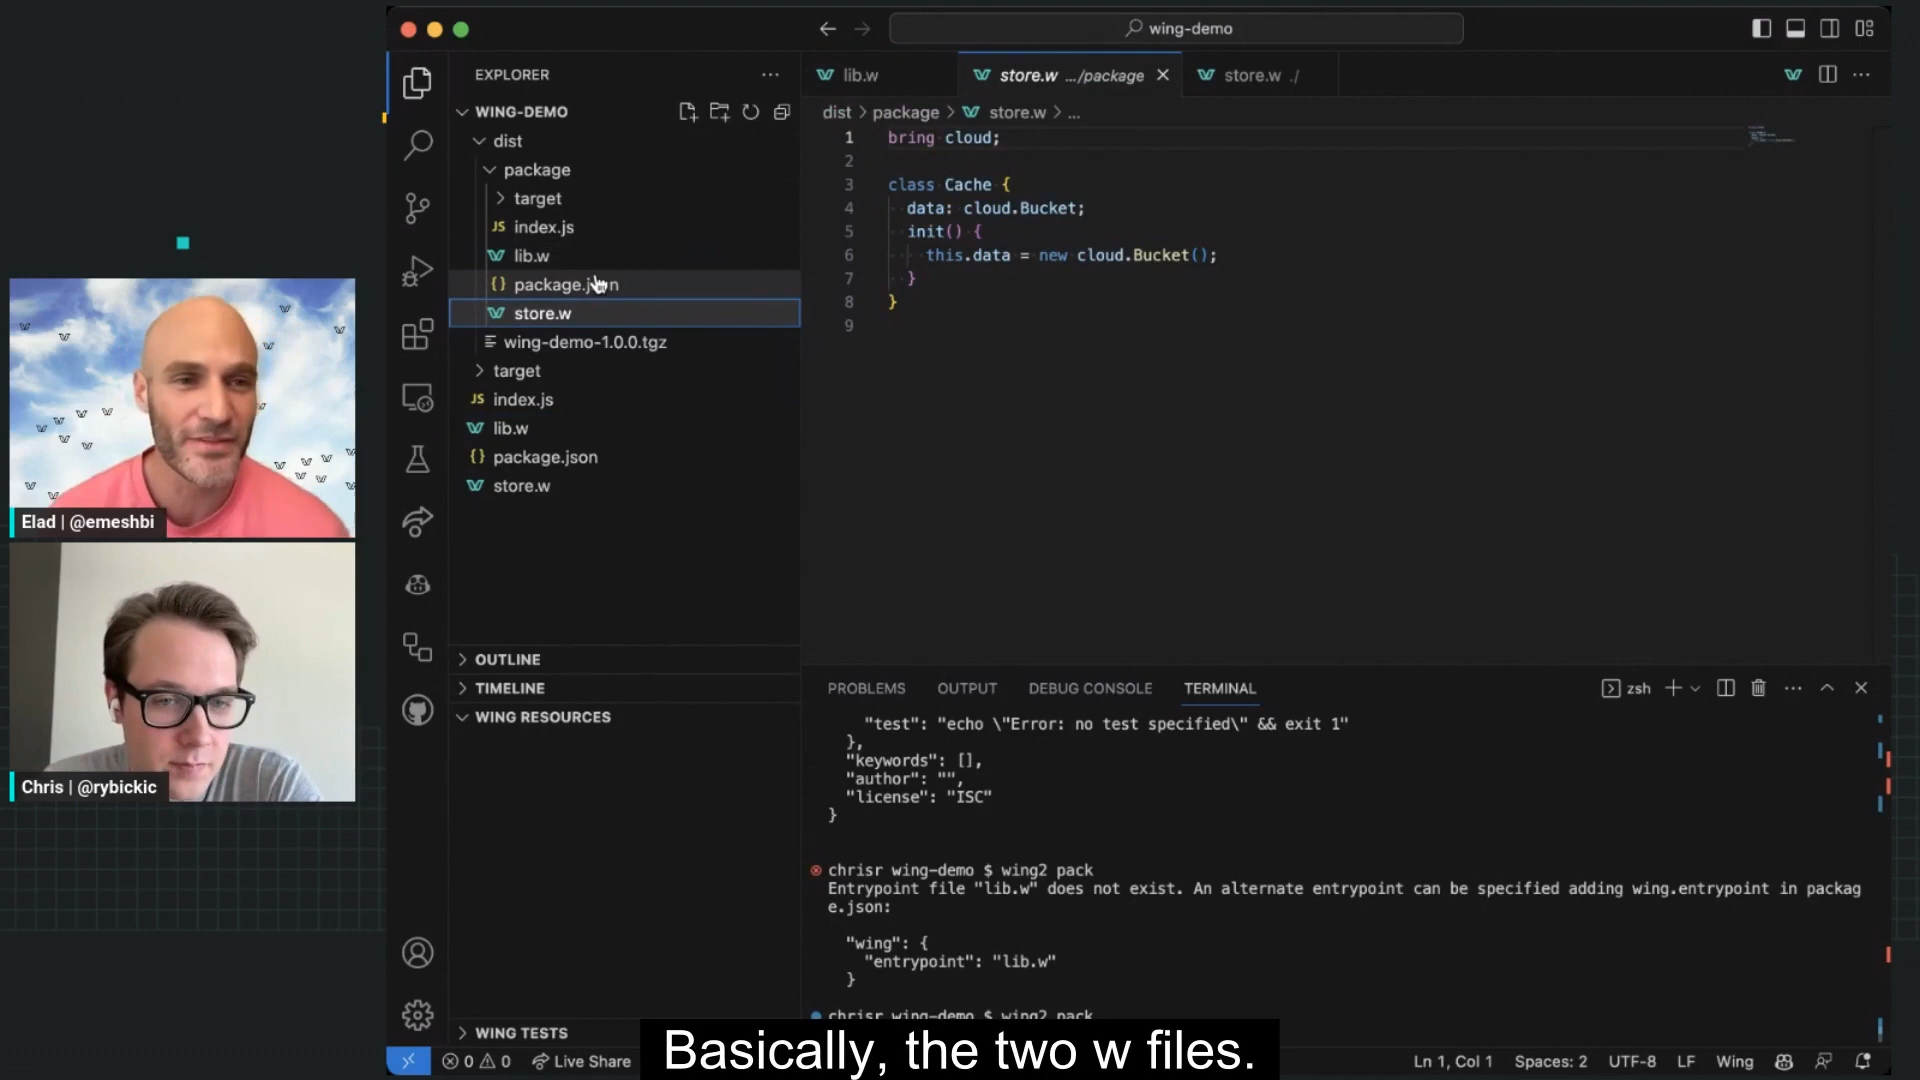 wing-demo
EXPLORER
WING-DEMO
dist
package
target
JS index.js
lib.w
{} package.json
store.w
wing-demo-1.0.0.tgz
target
JS index.js
lib.w
{} package.json
store.w
OUTLINE
TIMELINE
WING RESOURCES
WING TESTS
lib.w
store.w .../package
store.w ./
dist > package > store.w > ...
1 bring cloud;
2
3 class Cache {
4 data: cloud.Bucket;
5 init() {
6 this.data = new cloud.Bucket();
7 }
8 }
9
PROBLEMS OUTPUT DEBUG CONSOLE TERMINAL
zsh
"test": "echo \"Error: no test specified\" && exit 1"
},
"keywords": [],
"author": "",
"license": "ISC"
}
chrisr wing-demo $ wing2 pack
Entrypoint file "lib.w" does not exist. An alternate entrypoint can be specified adding wing.entrypoint in packag
e.json:
"wing": {
"entrypoint": "lib.w"
}
chrisr wing-demo $ wing2 pack
0 0 Live Share
Ln 1, Col 1 Spaces: 2 UTF-8 LF Wing
Elad | @emeshbi
Chris | @rybickic
Basically, the two w files.